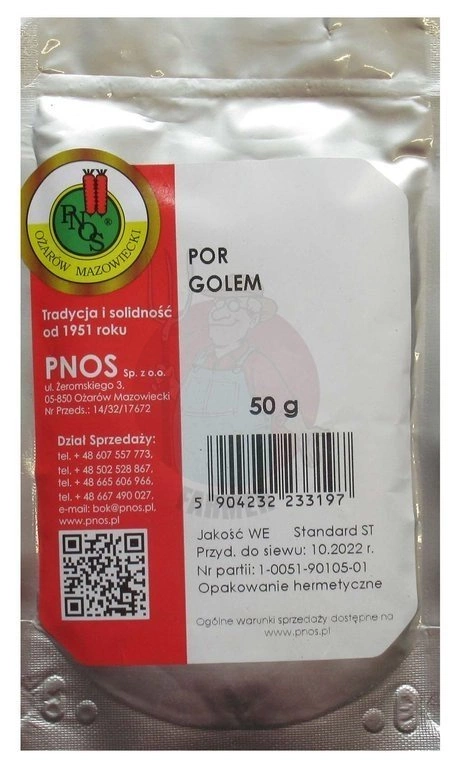 PNOS
®
OŻARÓW MAZOWIECKI
Tradycja i solidność
od 1951 roku
PNOS Sp. z o.o.
ul. Żeromskiego 3,
05-850 Ożarów Mazowiecki
Nr Przeds.: 14/32/17672
Dział Sprzedaży:
tel. + 48 607 557 773,
tel. + 48 502 528 867,
tel. + 48 665 606 966,
tel. + 48 667 490 027,
e-mail: bok@pnos.pl,
www.pnos.pl
POR
GOLEM
50 g
5 904232 233197
Jakość WE Standard ST
Przyd. do siewu: 10.2022 r.
Nr partii: 1-0051-90105-01
Opakowanie hermetyczne
Ogólne warunki sprzedaży dostępne na
www.pnos.pl